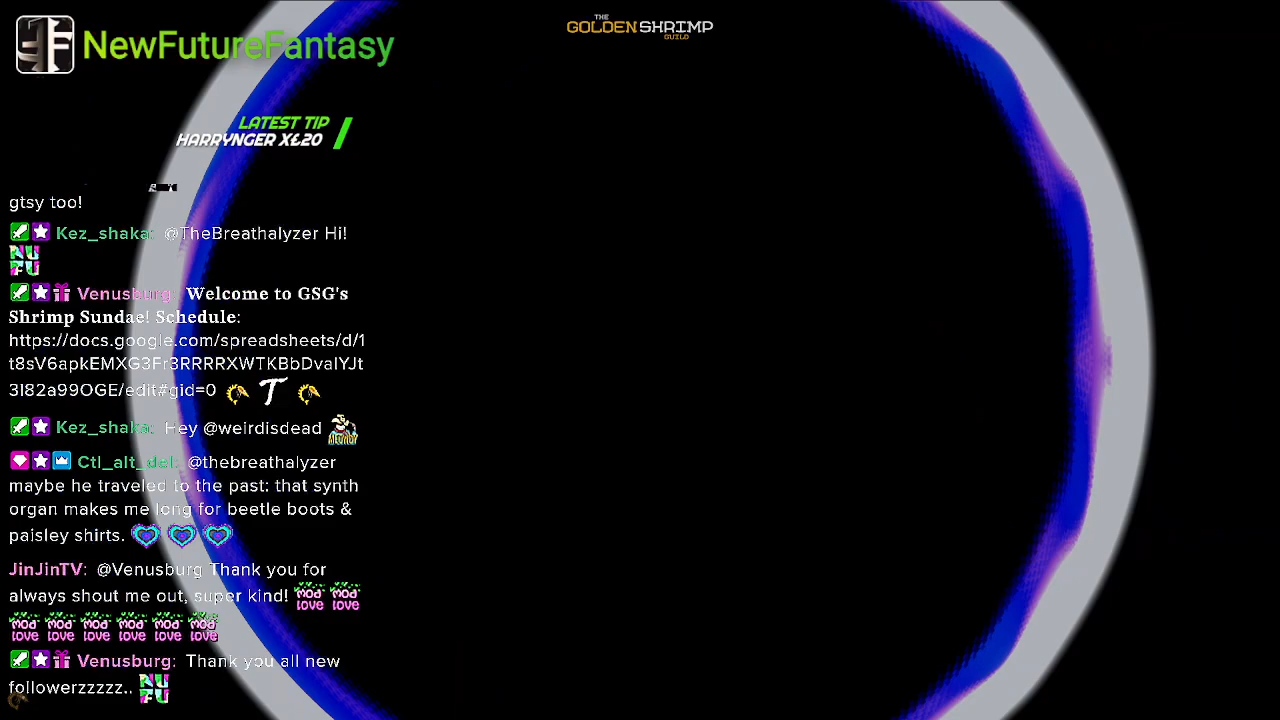 THE
GOLDENSHRIMP
GUILD
NewFutureFantasy
LATEST TIP
HARRYNGER X£20
gtsy too!
Kez_shaka: @TheBreathalyzer Hi!
NU
FU
Venusburg: Welcome to GSG's
Shrimp Sundae! Schedule:
https://docs.google.com/spreadsheets/d/1
t8sV6apkEMXG3Fr3RRRRXWTKBbDvaIYJt
3I82a99OGE/edit#gid=0 T
Kez_shaka: Hey @weirdisdead
Ctl_alt_del: @thebreathalyzer
maybe he traveled to the past: that synth
organ makes me long for beetle boots &
paisley shirts.
JinJinTV: @Venusburg Thank you for
always shout me out, super kind! MOD love MOD love
MOD love MOD love MOD love MOD love MOD love MOD love
Venusburg: Thank you all new
followerzzzzz.. NU FU